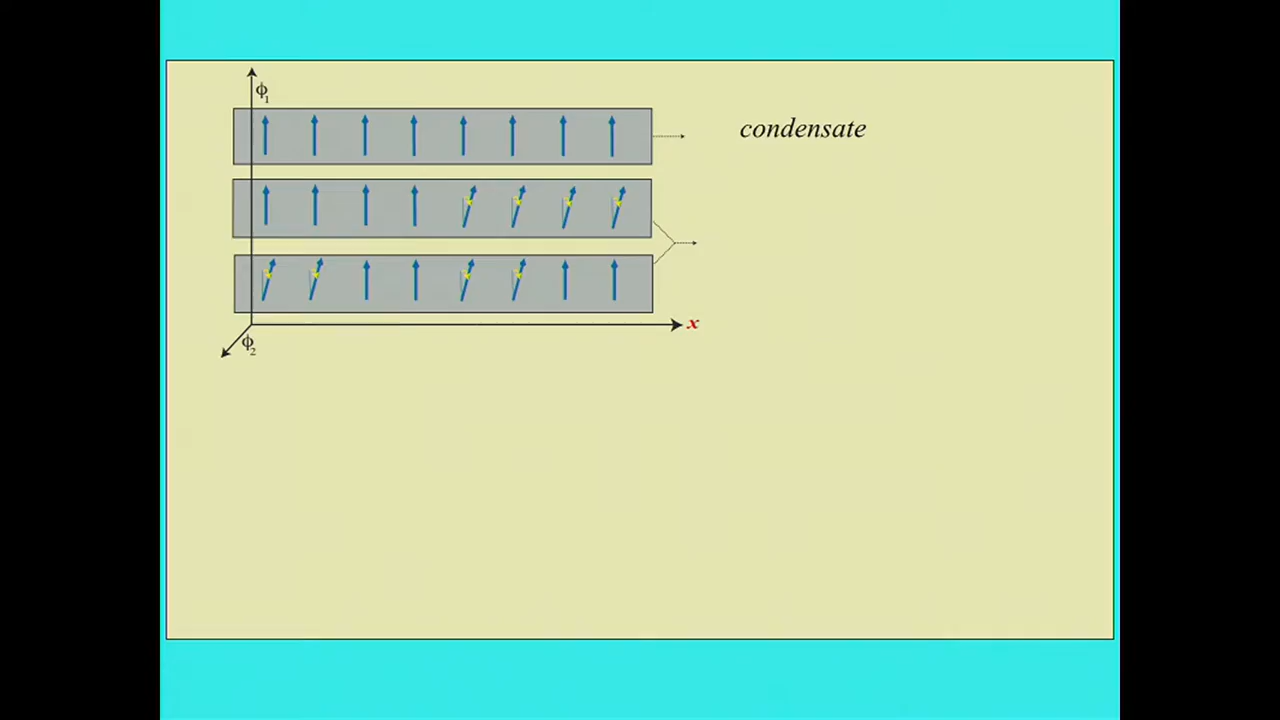 ϕ1
condensate
x
ϕ2